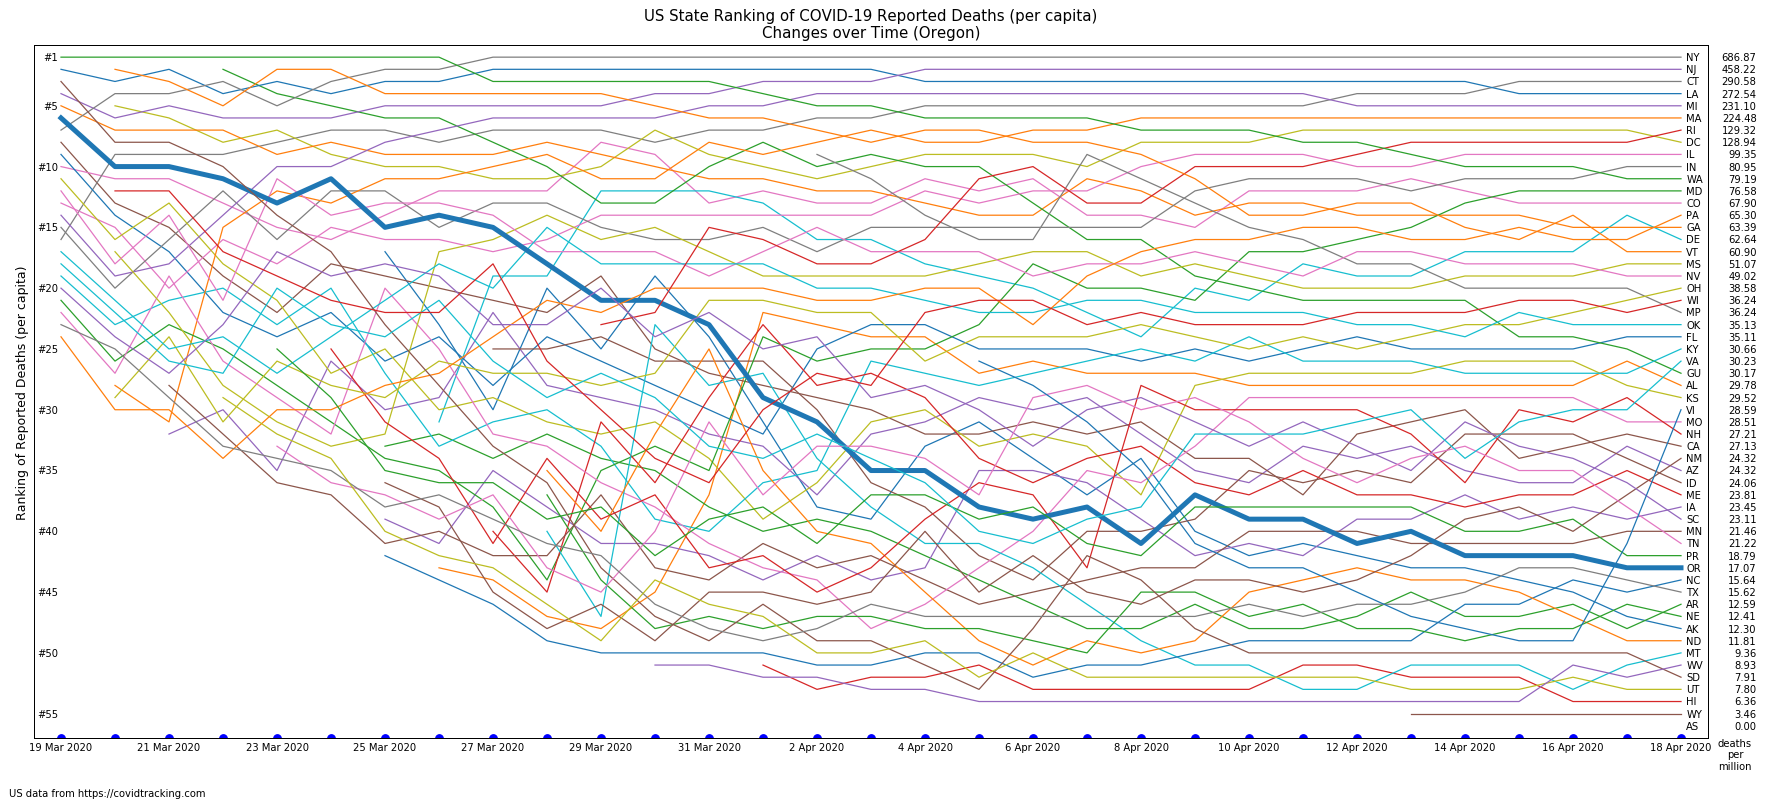 US State Ranking of COVID-19 Reported Deaths (per capita)
Changes over Time (Oregon)
Ranking of Reported Deaths (per capita)
#1
#5
#10
#15
#20
#25
#30
#35
#40
#45
#50
#55
NY 686.87
NJ 458.22
CT 290.58
LA 272.54
MI 231.10
MA 224.48
RI 129.32
DC 128.94
IL 99.35
IN 80.95
WA 79.19
MD 76.58
CO 67.90
PA 65.30
GA 63.39
DE 62.64
VT 60.90
MS 51.07
NV 49.02
OH 38.58
WI 36.24
MP 36.24
OK 35.13
FL 35.11
KY 30.66
VA 30.23
GU 30.17
AL 29.78
KS 29.52
VI 28.59
MO 28.51
NH 27.21
CA 27.13
NM 24.32
AZ 24.32
ID 24.06
ME 23.81
IA 23.45
SC 23.11
MN 21.46
TN 21.22
PR 18.79
OR 17.07
NC 15.64
TX 15.62
AR 12.59
NE 12.41
AK 12.30
ND 11.81
MT 9.36
WV 8.93
SD 7.91
UT 7.80
HI 6.36
WY 3.46
AS 0.00
19 Mar 2020 21 Mar 2020 23 Mar 2020 25 Mar 2020 27 Mar 2020 29 Mar 2020 31 Mar 2020 2 Apr 2020 4 Apr 2020 6 Apr 2020 8 Apr 2020 10 Apr 2020 12 Apr 2020 14 Apr 2020 16 Apr 2020 18 Apr 2020
deaths
per
million
US data from https://covidtracking.com